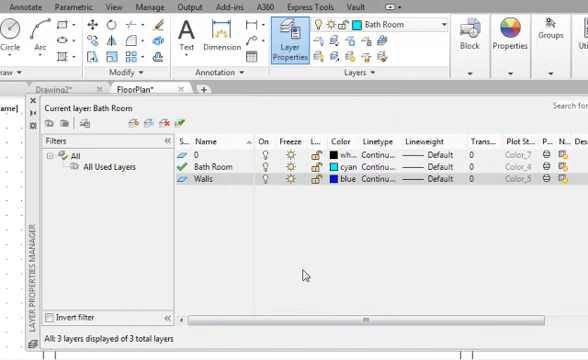 Annotate View Manage Output Add-ins A360 Express Tools Vault
Bath Room
Circle Arc Text Dimension Layer Properties Block Properties Groups
Modify Annotation Layers
Drawing2* FloorPlan*
Current layer: Bath Room
Search for
Filters
All
All Used Layers
Invert filter
S... Name On Freeze L... Color Linetype Lineweight Trans... Plot St... P... N... Des
0 wh... Continu... Default 0 Color_7
Bath Room cyan Continu... Default 0 Color_4
Walls blue Continu... Default 0 Color_5
All: 3 layers displayed of 3 total layers
LAYER PROPERTIES MANAGER